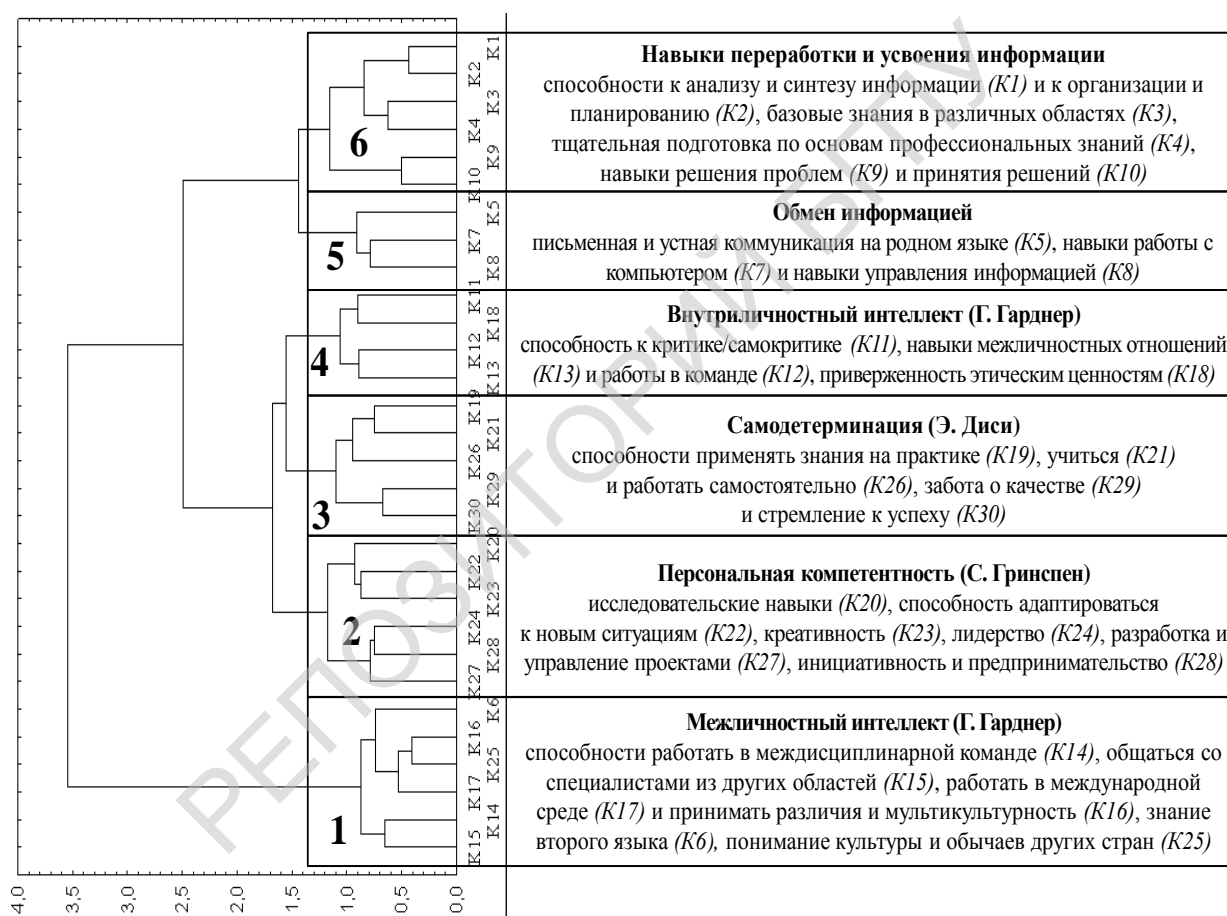 К1
К2
К3
К4
К9
К10
К5
К7
К8
К11
К18
К12
К13
К19
К21
К26
К29
К30
К20
К22
К23
К24
К28
К27
К6
К16
К25
К17
К14
К15
6
5
4
3
2
1
4,0
3,5
3,0
2,5
2,0
1,5
1,0
0,5
0,0
Навыки переработки и усвоения информации
способности к анализу и синтезу информации (К1) и к организации и
планированию (К2), базовые знания в различных областях (К3),
тщательная подготовка по основам профессиональных знаний (К4),
навыки решения проблем (К9) и принятия решений (К10)
Обмен информацией
письменная и устная коммуникация на родном языке (К5), навыки работы с
компьютером (К7) и навыки управления информацией (К8)
Внутриличностный интеллект (Г. Гарднер)
способность к критике/самокритике (К11), навыки межличностных отношений
(К13) и работы в команде (К12), приверженность этическим ценностям (К18)
Самодетерминация (Э. Диси)
способности применять знания на практике (К19), учиться (К21)
и работать самостоятельно (К26), забота о качестве (К29)
и стремление к успеху (К30)
Персональная компетентность (С. Гринспен)
исследовательские навыки (К20), способность адаптироваться
к новым ситуациям (К22), креативность (К23), лидерство (К24), разработка и
управление проектами (К27), инициативность и предпринимательство (К28)
Межличностный интеллект (Г. Гарднер)
способности работать в междисциплинарной команде (К14), общаться со
специалистами из других областей (К15), работать в международной
среде (К17) и принимать различия и мультикультурность (К16), знание
второго языка (К6), понимание культуры и обычаев других стран (К25)
РЕПОЗИТОРИЙ БГПУ